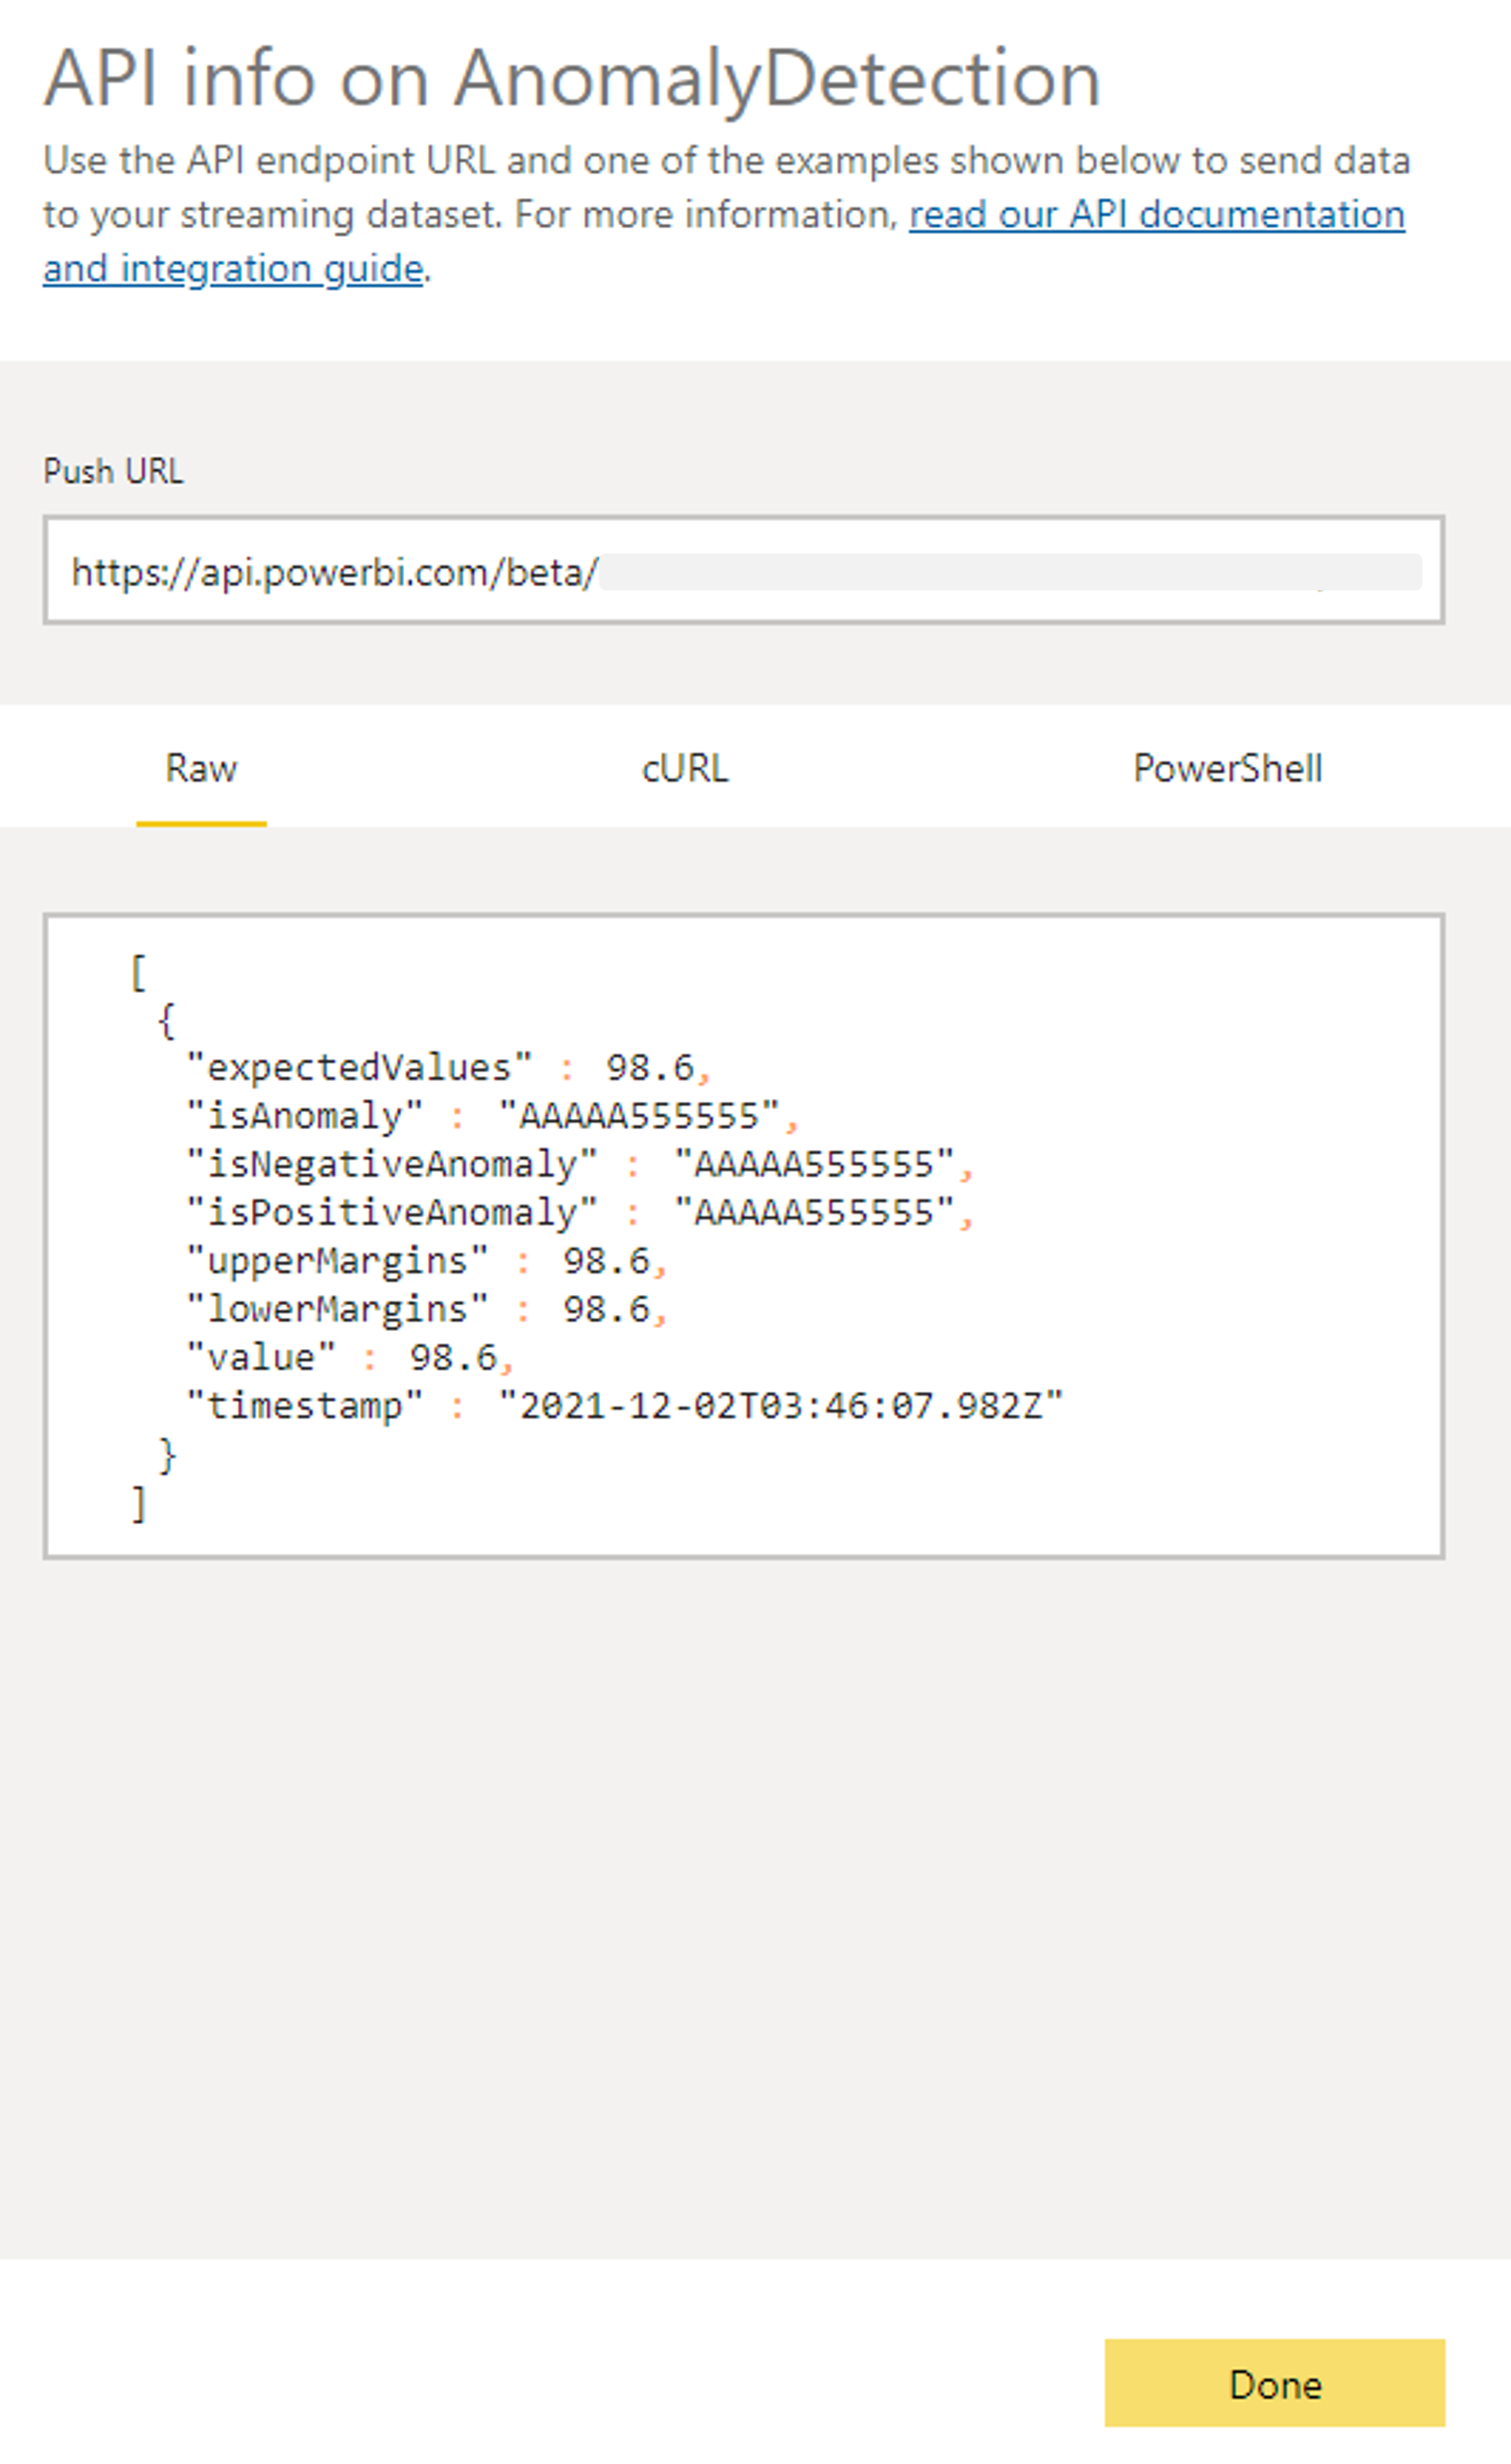 API info on AnomalyDetection
Use the API endpoint URL and one of the examples shown below to send data
to your streaming dataset. For more information, read our API documentation
and integration guide.
Push URL
https://api.powerbi.com/beta/
Raw cURL PowerShell
[
{
"expectedValues" : 98.6,
"isAnomaly" : "AAAAA555555",
"isNegativeAnomaly" : "AAAAA555555",
"isPositiveAnomaly" : "AAAAA555555",
"upperMargins" : 98.6,
"lowerMargins" : 98.6,
"value" : 98.6,
"timestamp" : "2021-12-02T03:46:07.982Z"
}
]
Done